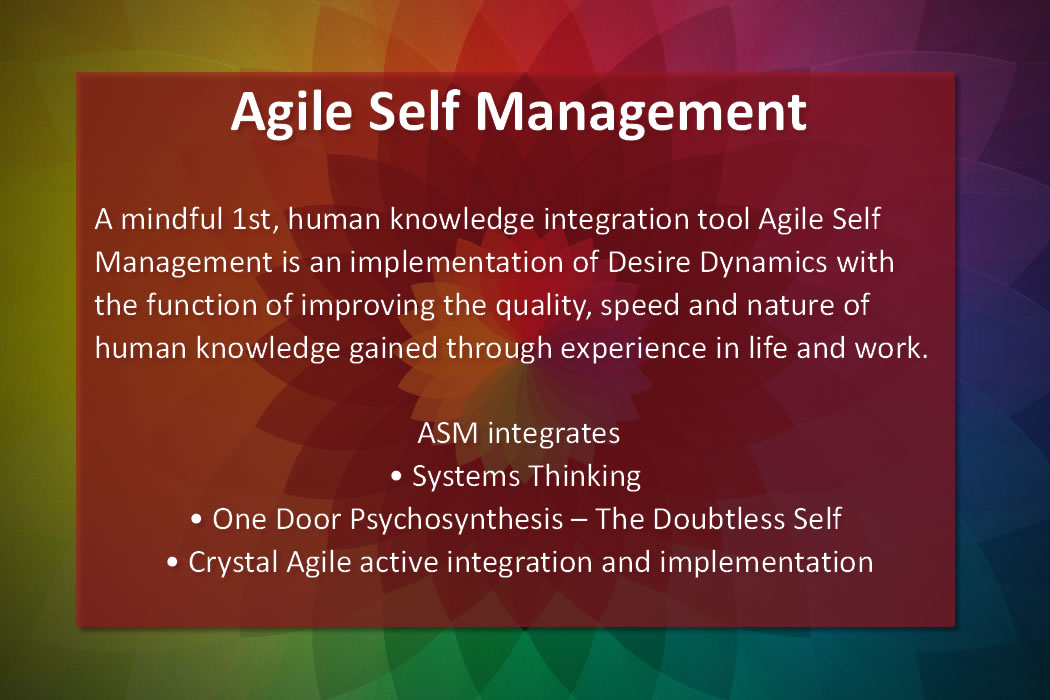 Agile Self Management
A mindful 1st, human knowledge integration tool Agile Self
Management is an implementation of Desire Dynamics with
the function of improving the quality, speed and nature of
human knowledge gained through experience in life and work.
ASM integrates
• Systems Thinking
• One Door Psychosynthesis – The Doubtless Self
• Crystal Agile active integration and implementation